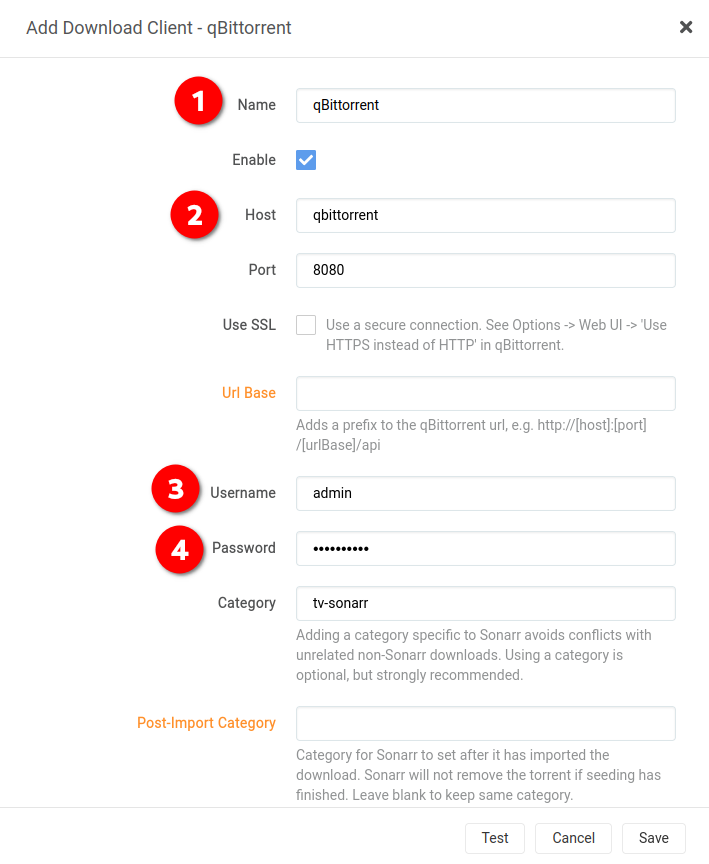 Add Download Client - qBittorrent
1 Name qBittorrent
Enable
2 Host qbittorrent
Port 8080
Use SSL Use a secure connection. See Options -> Web UI -> 'Use
HTTPS instead of HTTP' in qBittorrent.
Url Base
Adds a prefix to the qBittorrent url, e.g. http://[host]:[port]
/[urlBase]/api
3 Username admin
4 Password ••••••••••
Category tv-sonarr
Adding a category specific to Sonarr avoids conflicts with
unrelated non-Sonarr downloads. Using a category is
optional, but strongly recommended.
Post-Import Category
Category for Sonarr to set after it has imported the
download. Sonarr will not remove the torrent if seeding has
finished. Leave blank to keep same category.
Test Cancel Save